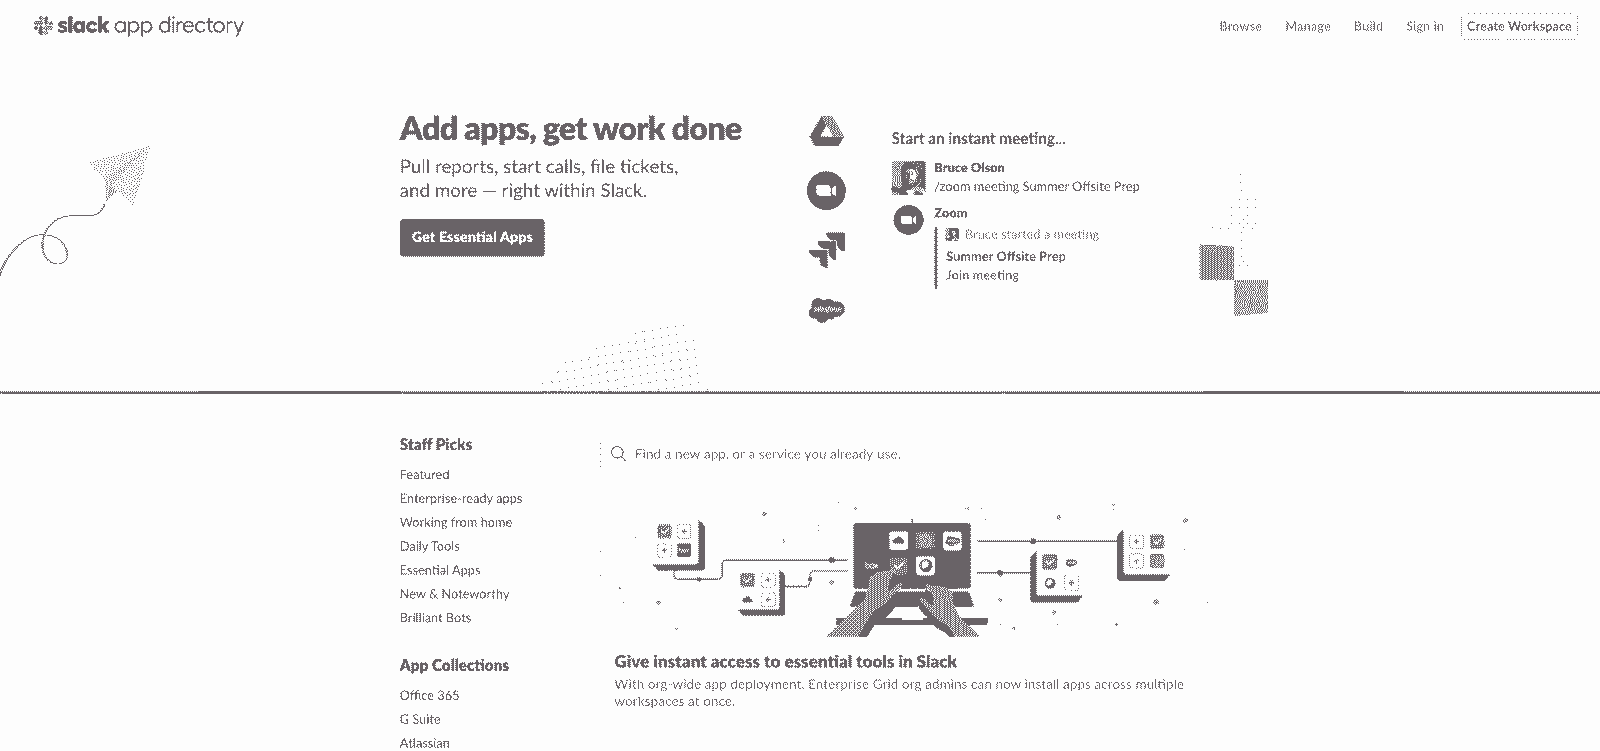 slack app directory
Browse
Manage
Build
Sign in
Create Workspace
Add apps, get work done
Pull reports, start calls, file tickets,
and more — right within Slack.
Get Essential Apps
Start an instant meeting...
Bruce Olson
/zoom meeting Summer Offsite Prep
Zoom
Bruce started a meeting
Summer Offsite Prep
Join meeting
salesforce
Staff Picks
Featured
Enterprise-ready apps
Working from home
Daily Tools
Essential Apps
New & Noteworthy
Brilliant Bots
App Collections
Office 365
G Suite
Atlassian
Find a new app, or a service you already use.
box
Give instant access to essential tools in Slack
With org-wide app deployment, Enterprise Grid org admins can now install apps across multiple
workspaces at once.